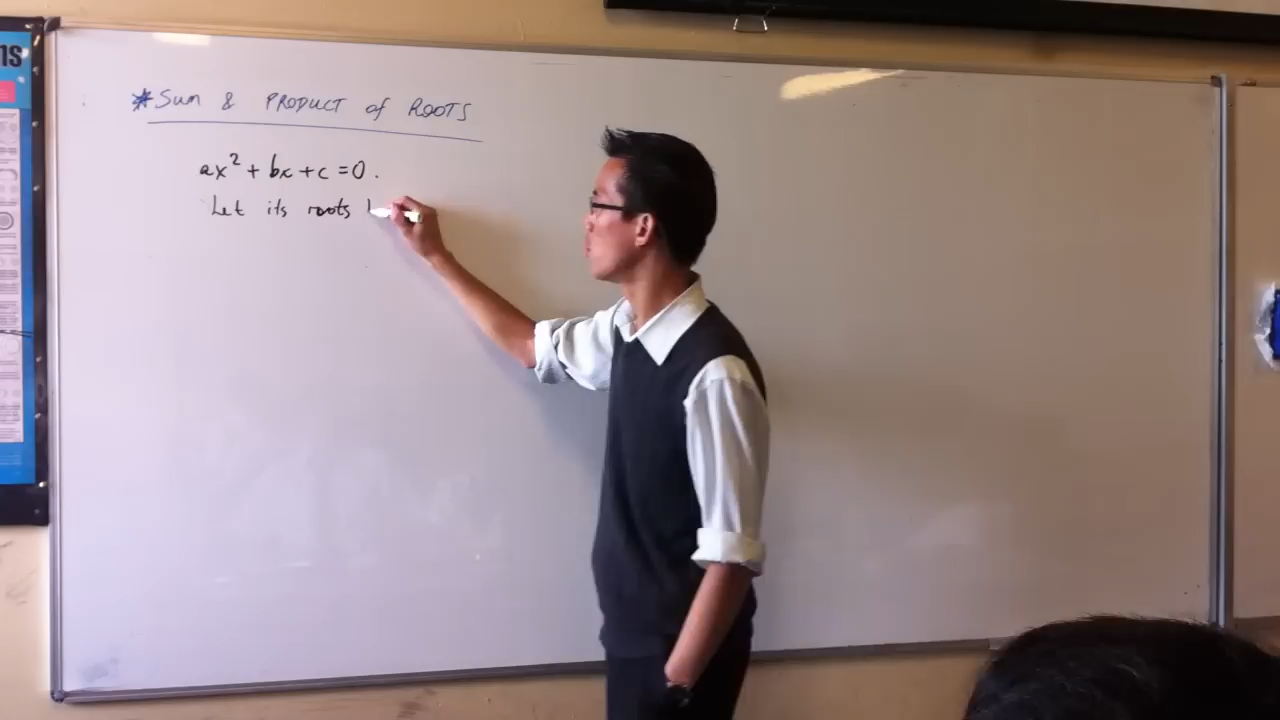 *Sum & PRODUCT of ROOTS
ax² + bx + c = 0.
Let its roots